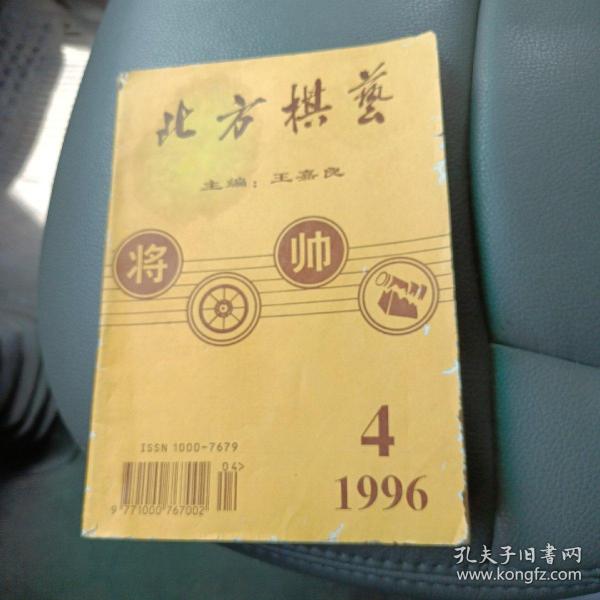 北方棋藝
主编：王嘉良
将
帅
ISSN 1000-7679
04>
9 771000 767002
4
1996
孔夫子旧书网
www.kongfz.com